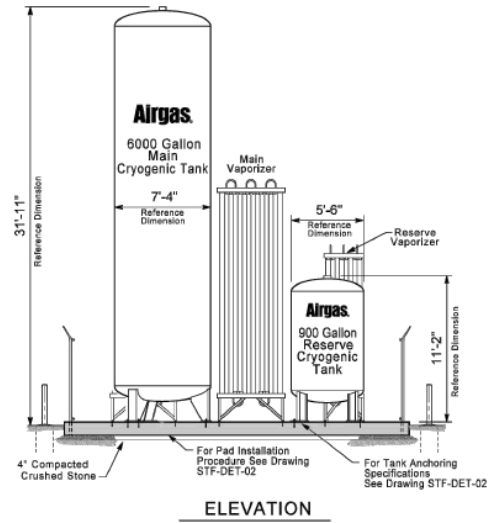 Airgas.
6000 Gallon
Main
Cryogenic Tank
7'-4"
Reference
Dimension
31'-11"
Reference Dimension
Main
Vaporizer
5'-6"
Reference
Dimension
Reserve
Vaporizer
Airgas.
900 Gallon
Reserve
Cryogenic
Tank
11'-2"
Reference Dimension
4" Compacted
Crushed Stone
For Pad Installation
Procedure See Drawing
STF-DET-02
For Tank Anchoring
Specifications
See Drawing STF-DET-02
ELEVATION